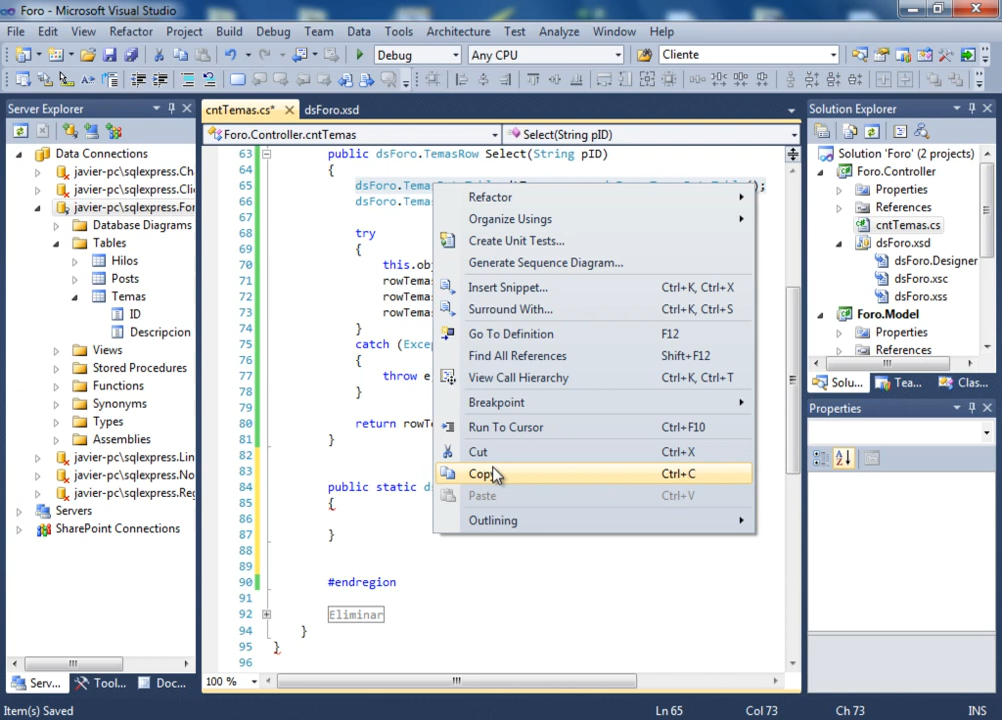 Foro - Microsoft Visual Studio
File Edit View Refactor Project Build Debug Team Data Tools Architecture Test Analyze Window Help
Debug Any CPU Cliente
Server Explorer
Data Connections
javier-pc\sqlexpress.Ch
javier-pc\sqlexpress.Clie
javier-pc\sqlexpress.For
Database Diagrams
Tables
Hilos
Posts
Temas
ID
Descripcion
Views
Stored Procedures
Functions
Synonyms
Types
Assemblies
javier-pc\sqlexpress.Lin
javier-pc\sqlexpress.No
javier-pc\sqlexpress.Reg
Servers
SharePoint Connections
Serv... Tool... Doc...
cntTemas.cs* dsForo.xsd
Foro.Controller.cntTemas Select(String pID)
63 public dsForo.TemasRow Select(String pID)
64 {
65 dsForo.Temas );
66 dsForo.Temas
67
68 try
69 {
70 this.obj
71 rowTema
72 rowTema
73 rowTema
74 }
75 catch (Excep
76 {
77 throw e
78 }
79
80 return rowT
81 }
82
83
84 public static d
85 {
86
87 }
88
89
90 #endregion
91
92 Eliminar
94 }
95 }
96
100 %
Refactor
Organize Usings
Create Unit Tests...
Generate Sequence Diagram...
Insert Snippet... Ctrl+K, Ctrl+X
Surround With... Ctrl+K, Ctrl+S
Go To Definition F12
Find All References Shift+F12
View Call Hierarchy Ctrl+K, Ctrl+T
Breakpoint
Run To Cursor Ctrl+F10
Cut Ctrl+X
Copy Ctrl+C
Paste Ctrl+V
Outlining
Solution Explorer
Solution 'Foro' (2 projects)
Foro.Controller
Properties
References
cntTemas.cs
dsForo.xsd
dsForo.Designer
dsForo.xsc
dsForo.xss
Foro.Model
Properties
References
Solu... Tea... Clas...
Properties
Item(s) Saved Ln 65 Col 73 Ch 73 INS